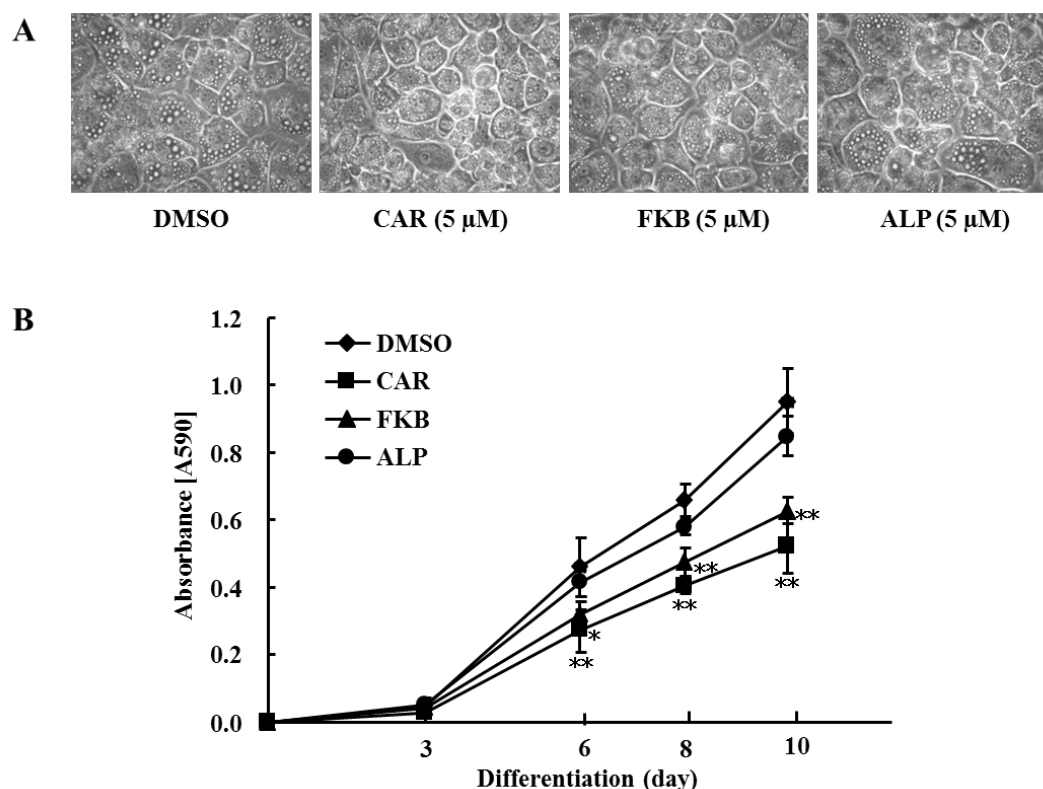 A
DMSO
CAR (5 μM)
FKB (5 μM)
ALP (5 μM)
B
Absorbance [A590]
1.2
1.0
0.8
0.6
0.4
0.2
0.0
DMSO
CAR
FKB
ALP
**
*
**
**
**
**
3
6
8
10
Differentiation (day)